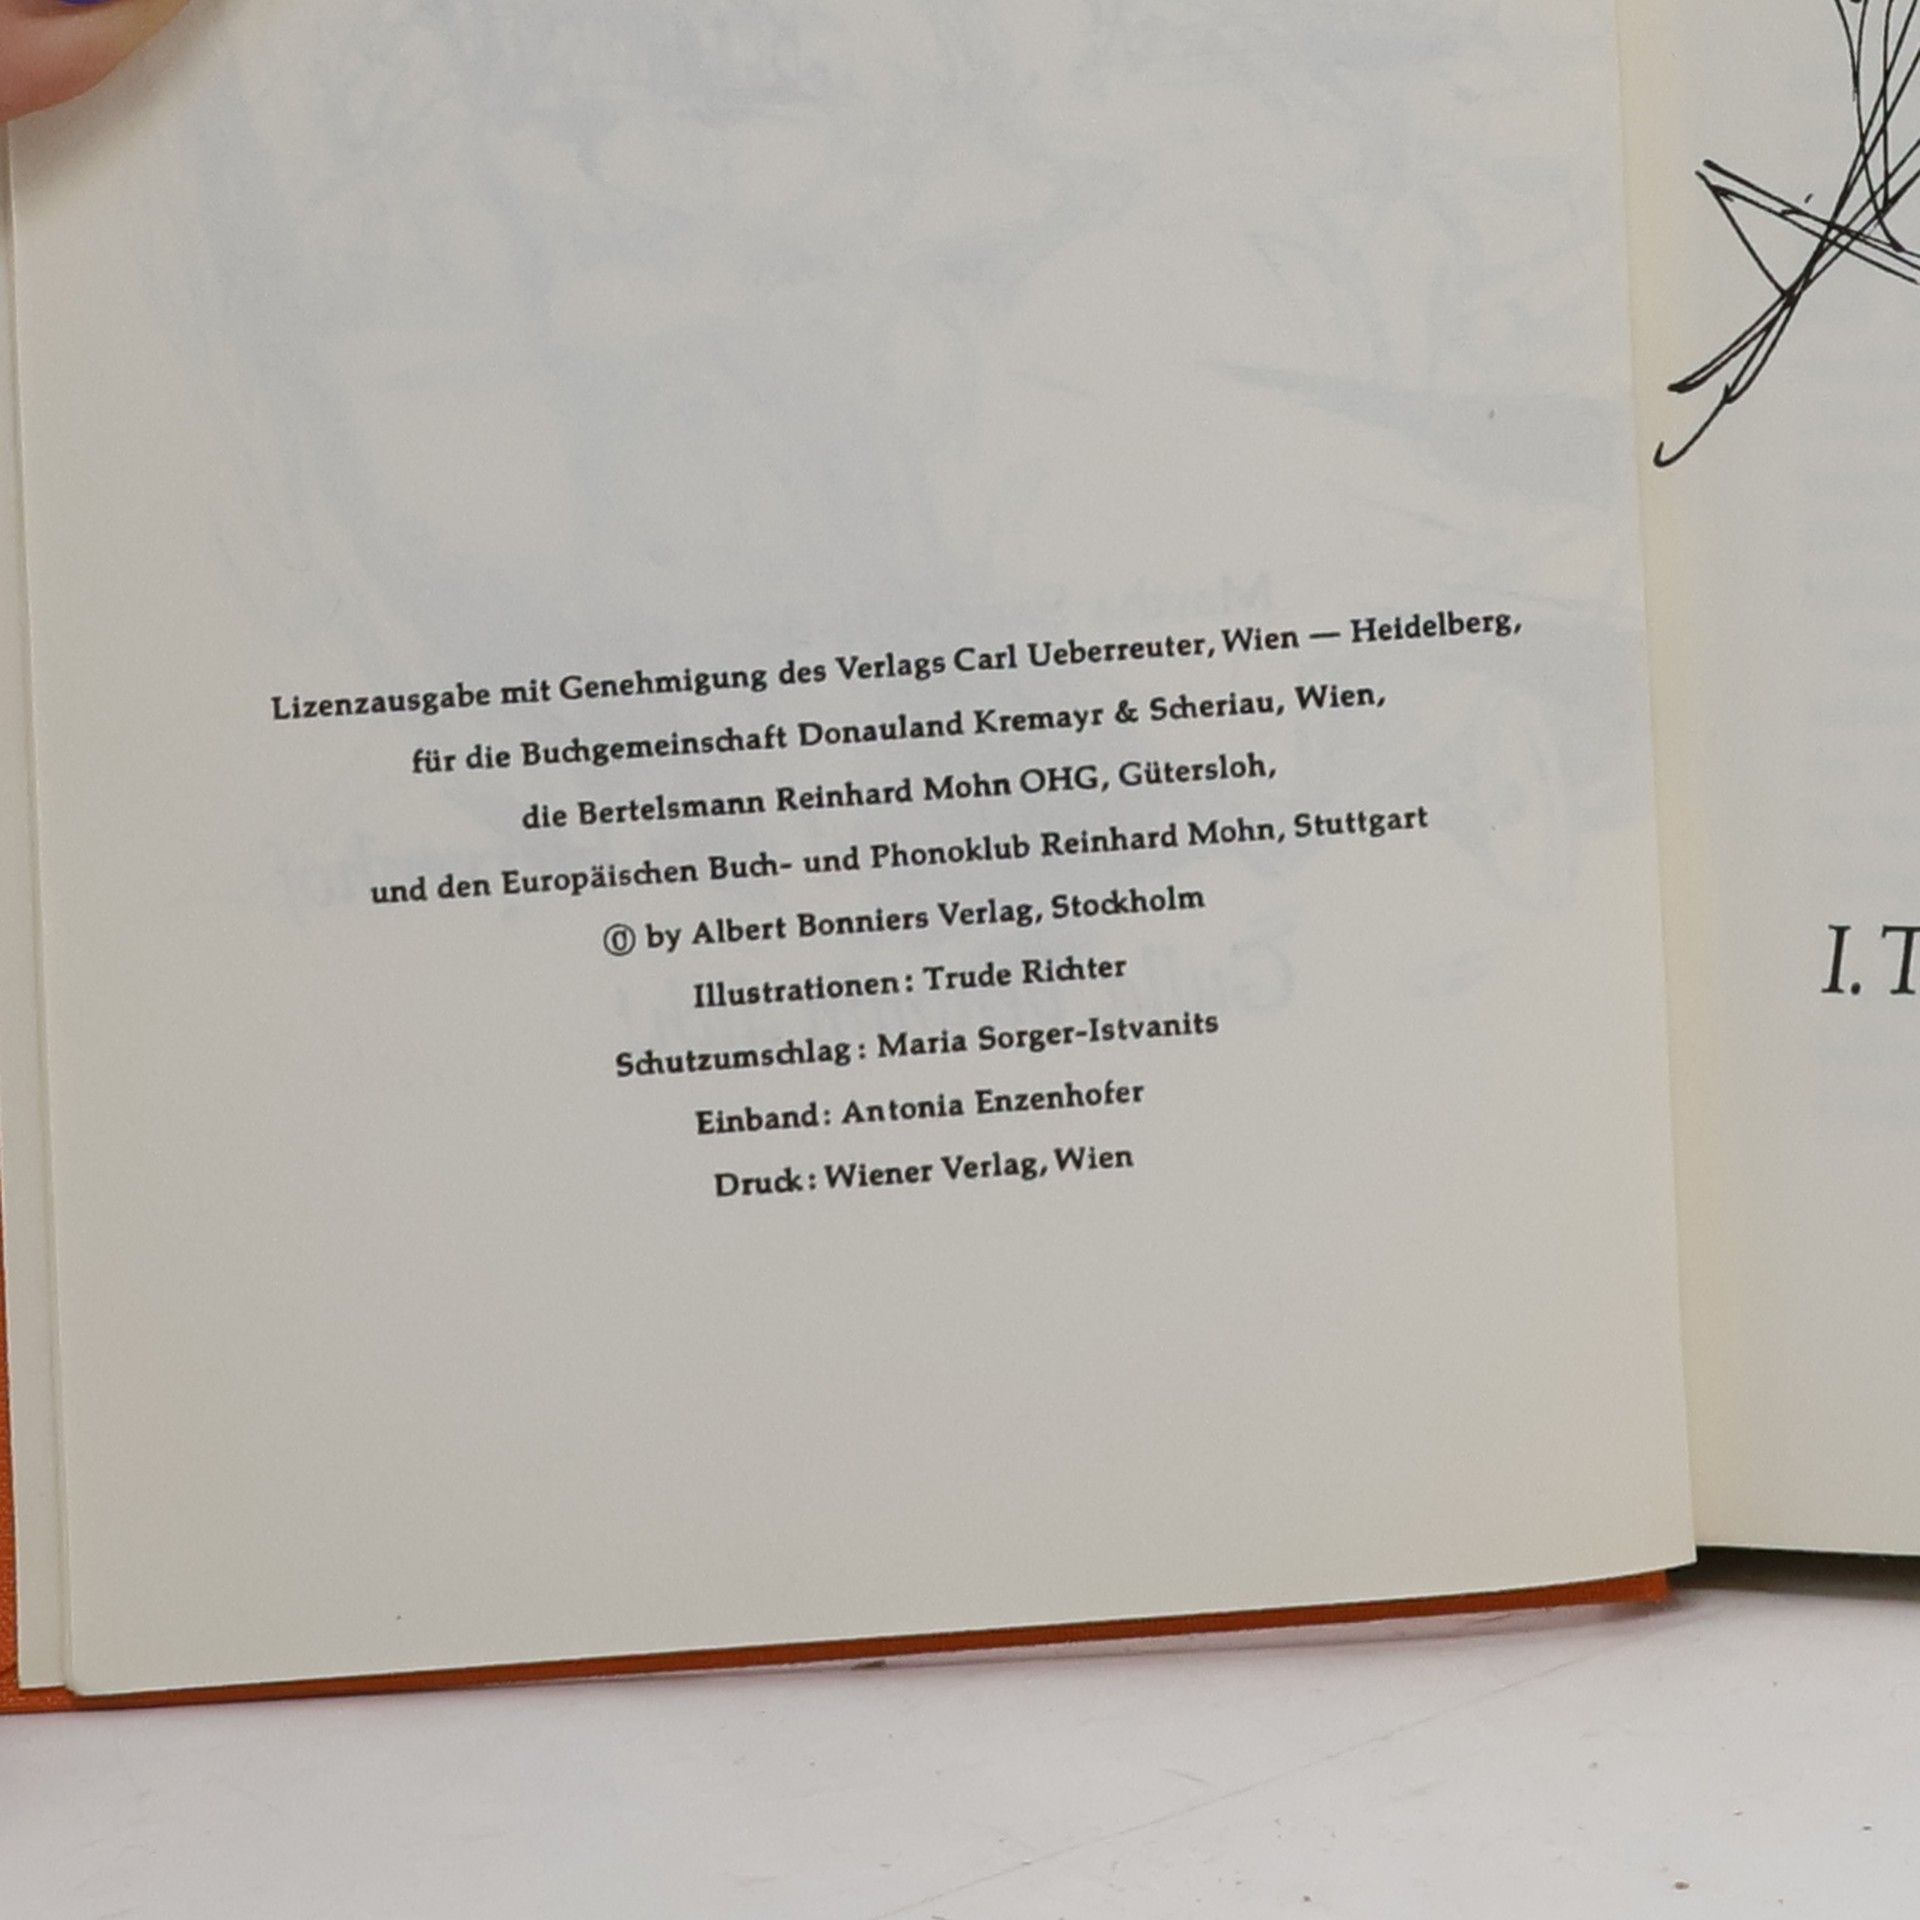 Lizenzausgabe mit Genehmigung des Verlags Carl Ueberreuter, Wien — Heidelberg,
für die Buchgemeinschaft Donauland Kremayr & Scheriau, Wien,
die Bertelsmann Reinhard Mohn OHG, Gütersloh,
und den Europäischen Buch- und Phonoklub Reinhard Mohn, Stuttgart
© by Albert Bonniers Verlag, Stockholm
Illustrationen: Trude Richter
Schutzumschlag: Maria Sorger-Istvanits
Einband: Antonia Enzenhofer
Druck: Wiener Verlag, Wien
I. T